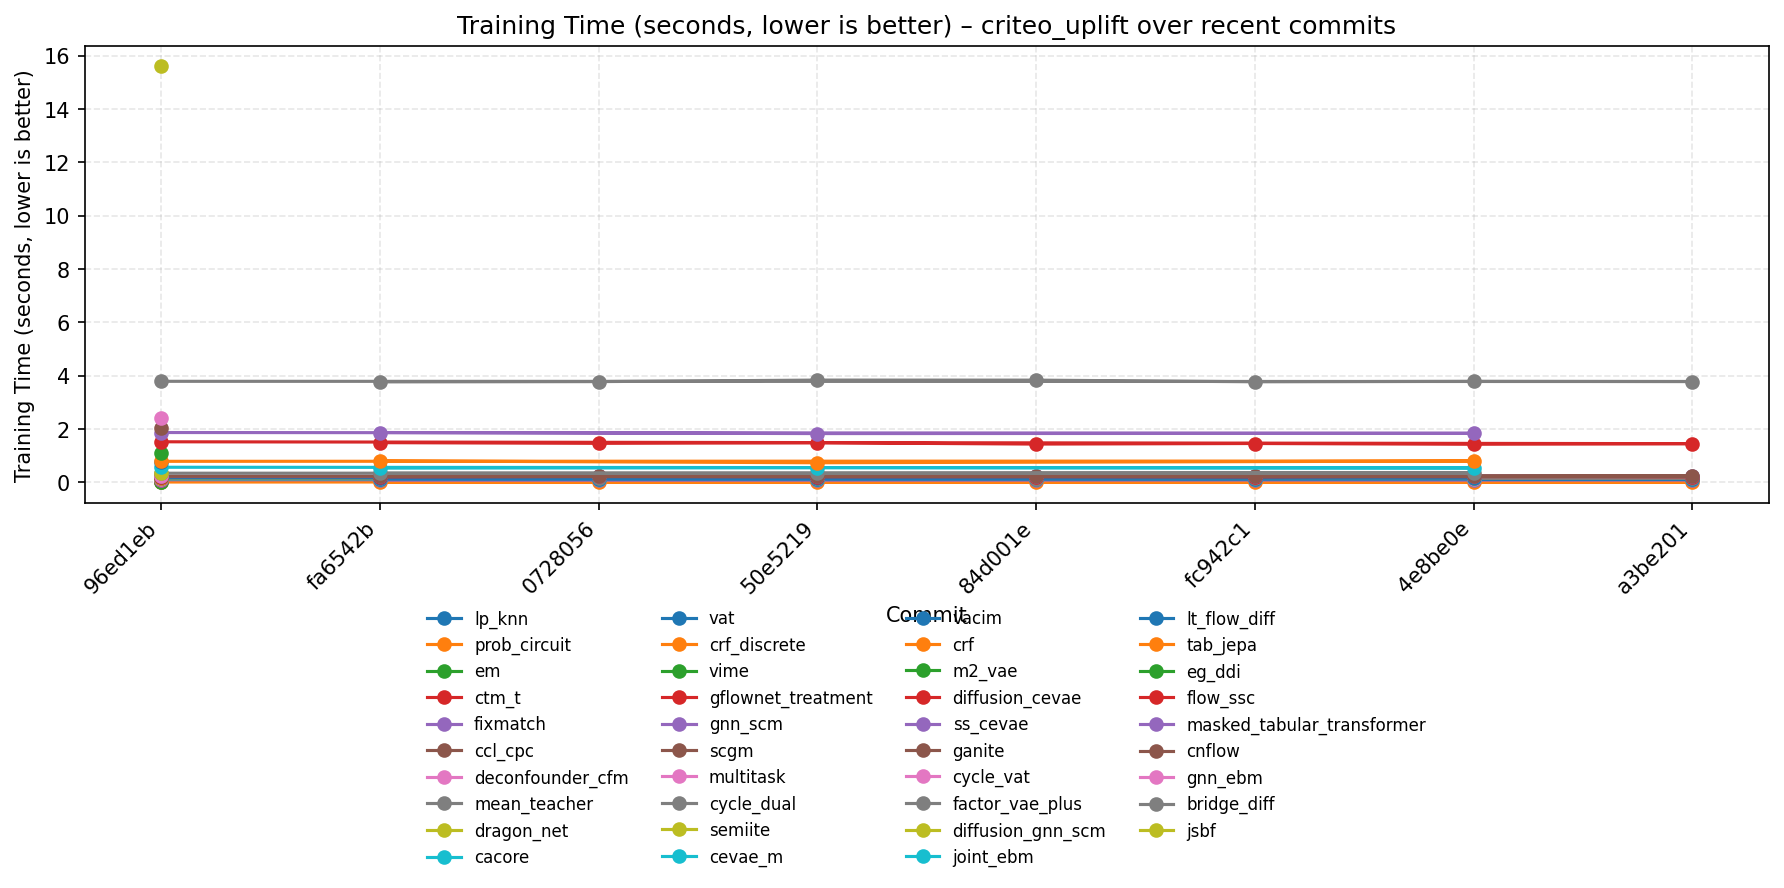 Training Time (seconds, lower is better) – criteo_uplift over recent commits
Training Time (seconds, lower is better)
16
14
12
10
8
6
4
2
0
96ed1eb
fa6542b
0728056
50e5219
84d001e
fc942c1
4e8be0e
a3be201
Commit
lp_knn
prob_circuit
em
ctm_t
fixmatch
ccl_cpc
deconfounder_cfm
mean_teacher
dragon_net
cacore
vat
crf_discrete
vime
gflownet_treatment
gnn_scm
scgm
multitask
cycle_dual
semiite
cevae_m
vacim
crf
m2_vae
diffusion_cevae
ss_cevae
ganite
cycle_vat
factor_vae_plus
diffusion_gnn_scm
joint_ebm
lt_flow_diff
tab_jepa
eg_ddi
flow_ssc
masked_tabular_transformer
cnflow
gnn_ebm
bridge_diff
jsbf